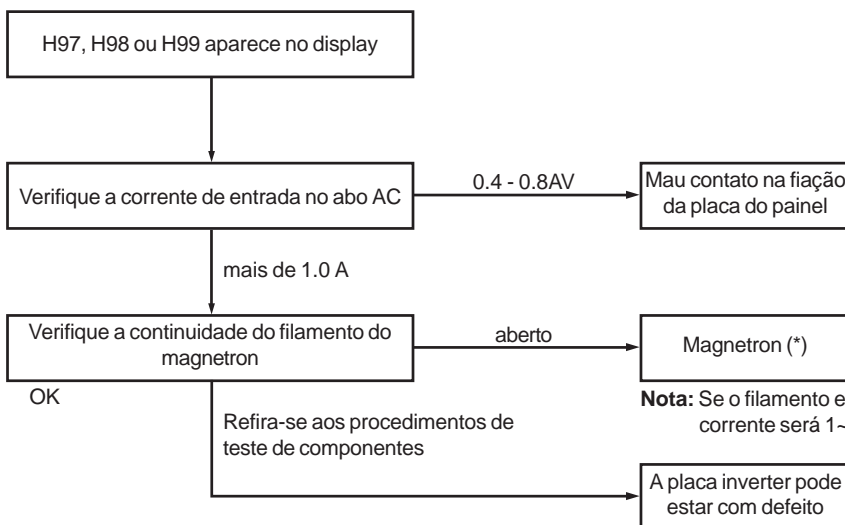 H97, H98 ou H99 aparece no display
Verifique a corrente de entrada no abo AC
0.4 - 0.8AV
Mau contato na fiação
da placa do painel
mais de 1.0 A
Verifique a continuidade do filamento do
magnetron
aberto
Magnetron (*)
OK
Nota: Se o filamento e
corrente será 1~
Refira-se aos procedimentos de
teste de componentes
A placa inverter pode
estar com defeito